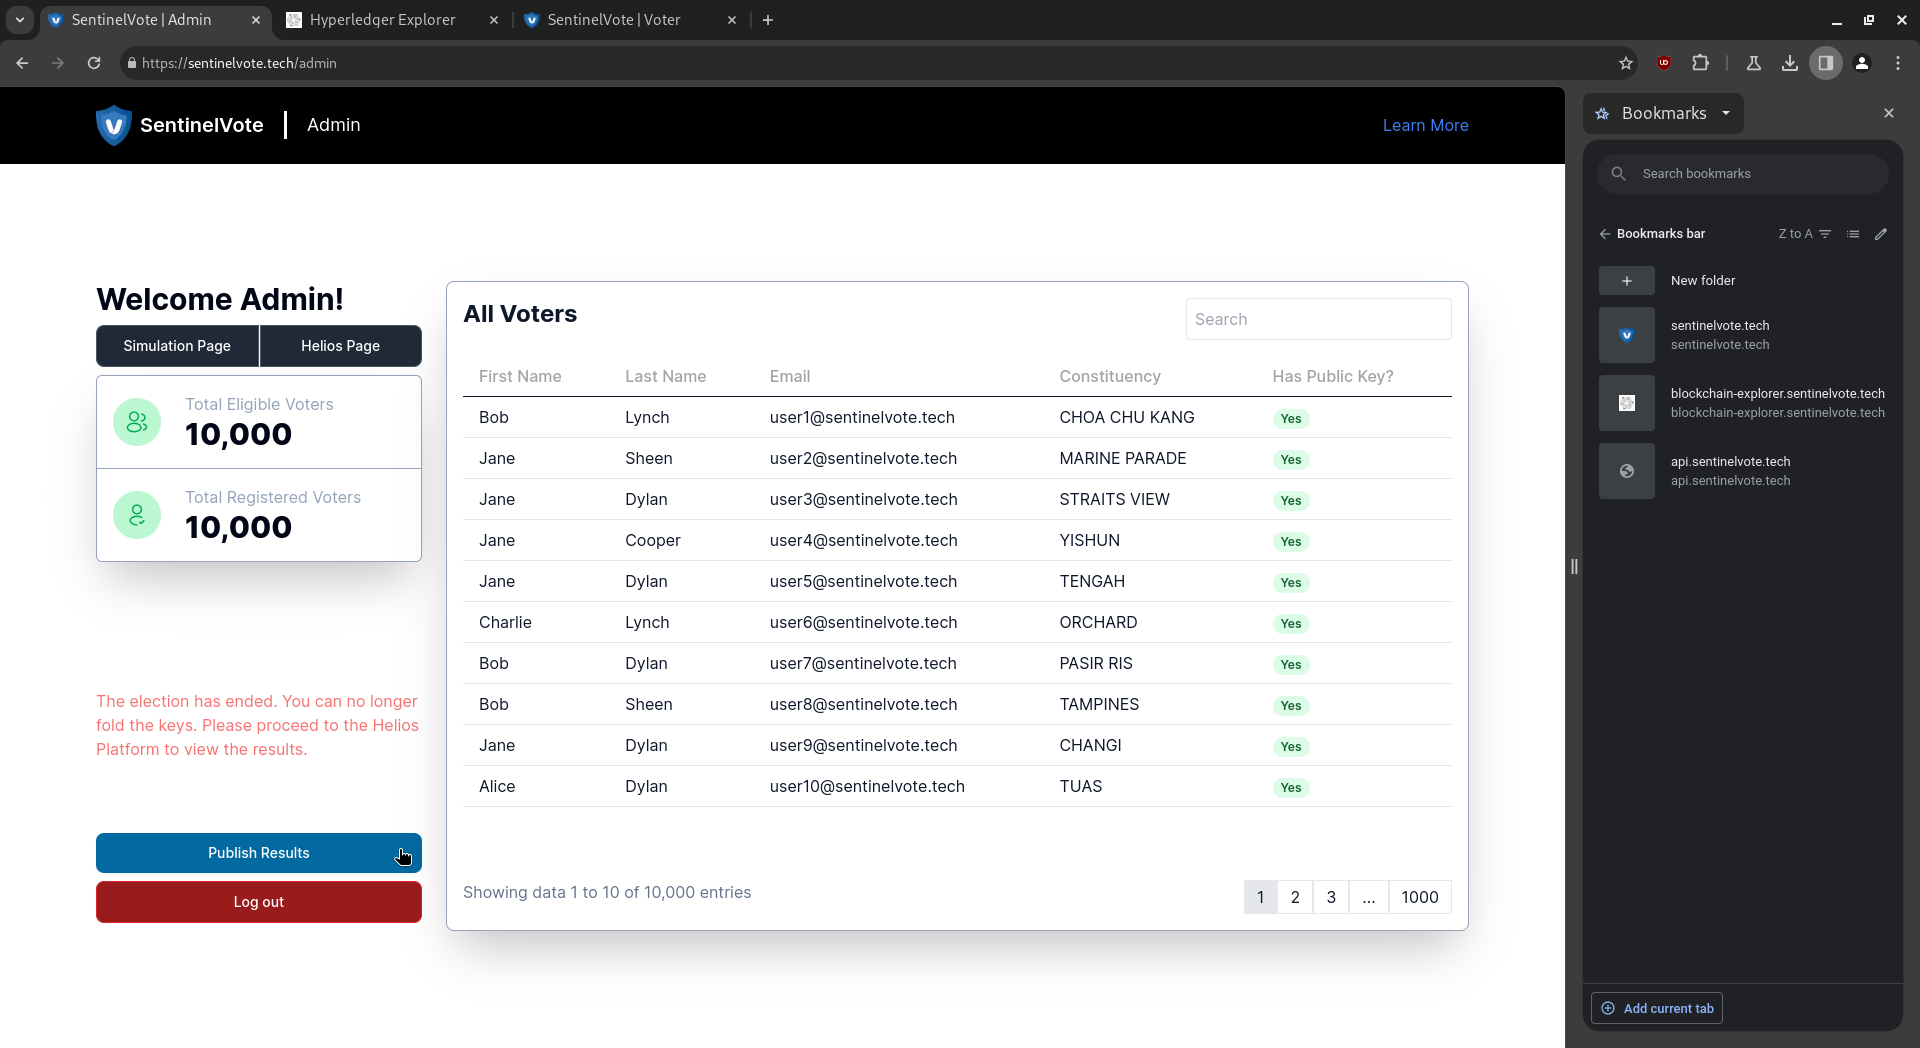 SentinelVote | Admin
Hyperledger Explorer
SentinelVote | Voter
https://sentinelvote.tech/admin
SentinelVote | Admin
Learn More
Bookmarks
Search bookmarks
Bookmarks bar
Z to A
New folder
sentinelvote.tech
sentinelvote.tech
blockchain-explorer.sentinelvote.tech
blockchain-explorer.sentinelvote.tech
api.sentinelvote.tech
api.sentinelvote.tech
Add current tab
Welcome Admin!
Simulation Page
Helios Page
Total Eligible Voters
10,000
Total Registered Voters
10,000
The election has ended. You can no longer
fold the keys. Please proceed to the Helios
Platform to view the results.
Publish Results
Log out
All Voters
Search
First Name Last Name Email Constituency Has Public Key?
Bob Lynch user1@sentinelvote.tech CHOA CHU KANG Yes
Jane Sheen user2@sentinelvote.tech MARINE PARADE Yes
Jane Dylan user3@sentinelvote.tech STRAITS VIEW Yes
Jane Cooper user4@sentinelvote.tech YISHUN Yes
Jane Dylan user5@sentinelvote.tech TENGAH Yes
Charlie Lynch user6@sentinelvote.tech ORCHARD Yes
Bob Dylan user7@sentinelvote.tech PASIR RIS Yes
Bob Sheen user8@sentinelvote.tech TAMPINES Yes
Jane Dylan user9@sentinelvote.tech CHANGI Yes
Alice Dylan user10@sentinelvote.tech TUAS Yes
Showing data 1 to 10 of 10,000 entries
1 2 3 ... 1000